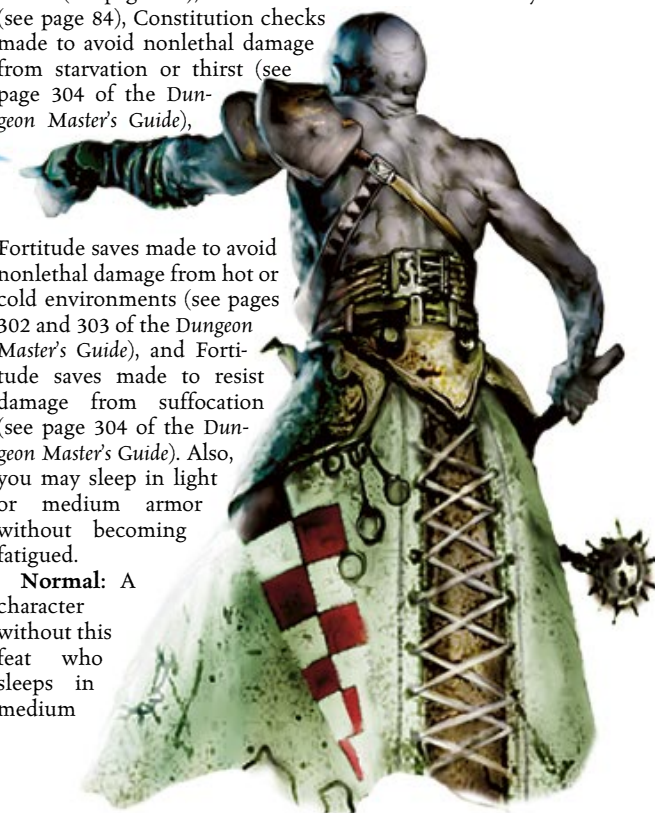 (see page 84), Constitution checks
made to avoid nonlethal damage
from starvation or thirst (see
page 304 of the Dun-
geon Master's Guide),
Fortitude saves made to avoid
nonlethal damage from hot or
cold environments (see pages
302 and 303 of the Dungeon
Master's Guide), and Forti-
tude saves made to resist
damage from suffocation
(see page 304 of the Dun-
geon Master's Guide). Also,
you may sleep in light
or medium armor
without becoming
fatigued.
Normal: A
character
without this
feat who
sleeps in
medium